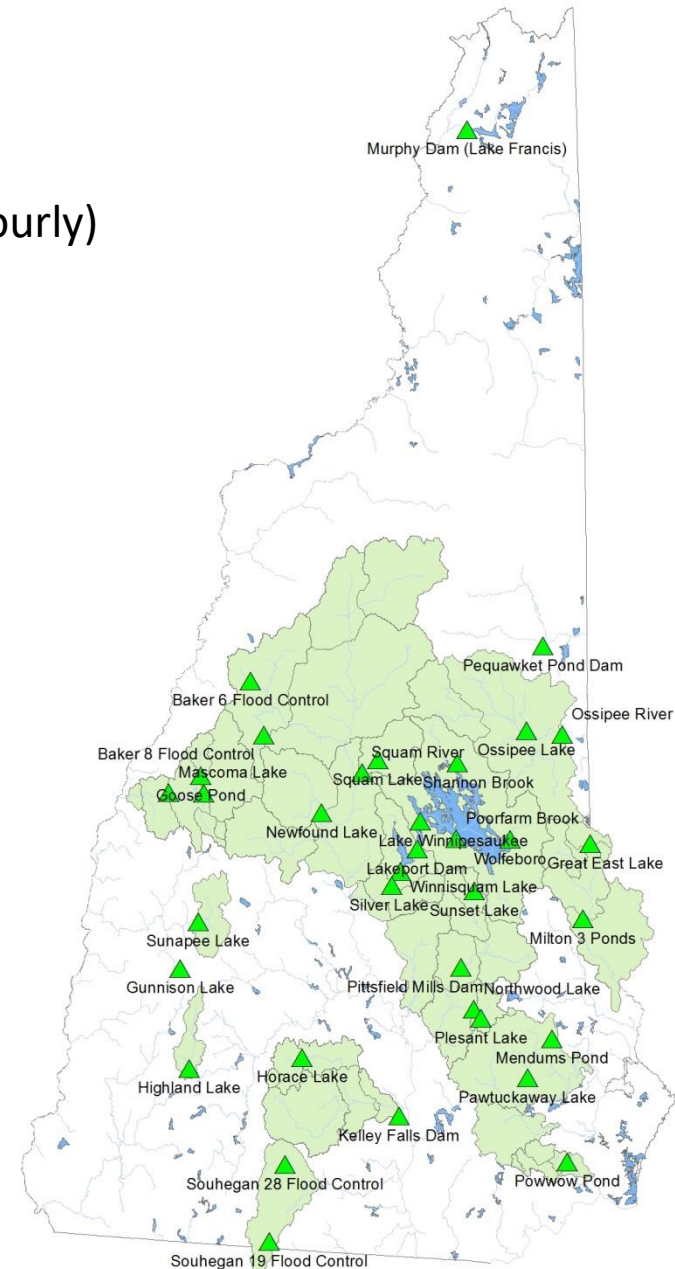 Murphy Dam (Lake Francis)
ourly)
Pequawket Pond Dam
Baker 6 Flood Control
Ossipee River
Ossipee Lake
Baker 8 Flood Control
Squam River
Mascoma Lake
Squam Lake
Shannon Brook
Goose Pond
Newfound Lake
Poorfarm Brook
Lake Winnipesaukee
Wolfeboro
Great East Lake
Lakeport Dam
Winnisquam Lake
Silver Lake
Sunset Lake
Sunapee Lake
Milton 3 Ponds
Gunnison Lake
Pittsfield Mills Dam
Northwood Lake
Plesant Lake
Mendums Pond
Highland Lake
Horace Lake
Pawtuckaway Lake
Kelley Falls Dam
Souhegan 28 Flood Control
Powwow Pond
Souhegan 19 Flood Control